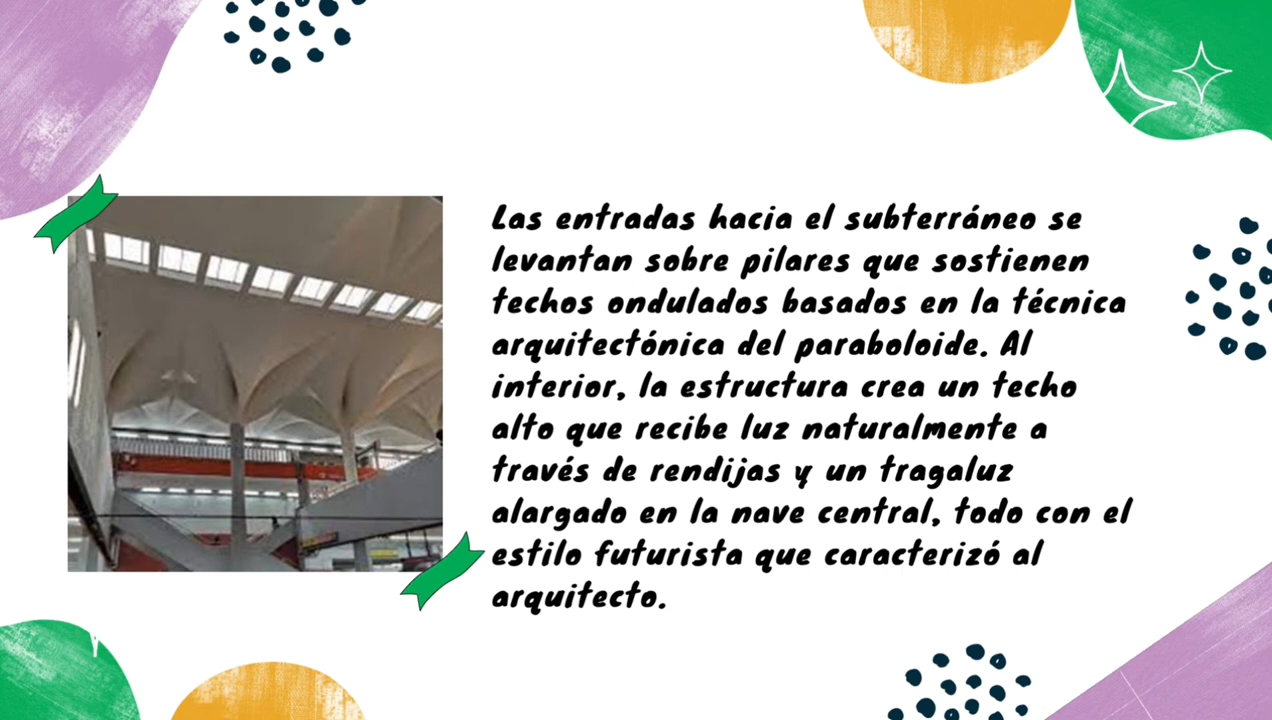 Las entradas hacia el subterráneo se
levantan sobre pilares que sostienen
techos ondulados basados en la técnica
arquitectónica del paraboloide. Al
interior, la estructura crea un techo
alto que recibe luz naturalmente a
través de rendijas y un tragaluz
alargado en la nave central, todo con el
estilo futurista que caracterizó al
arquitecto.